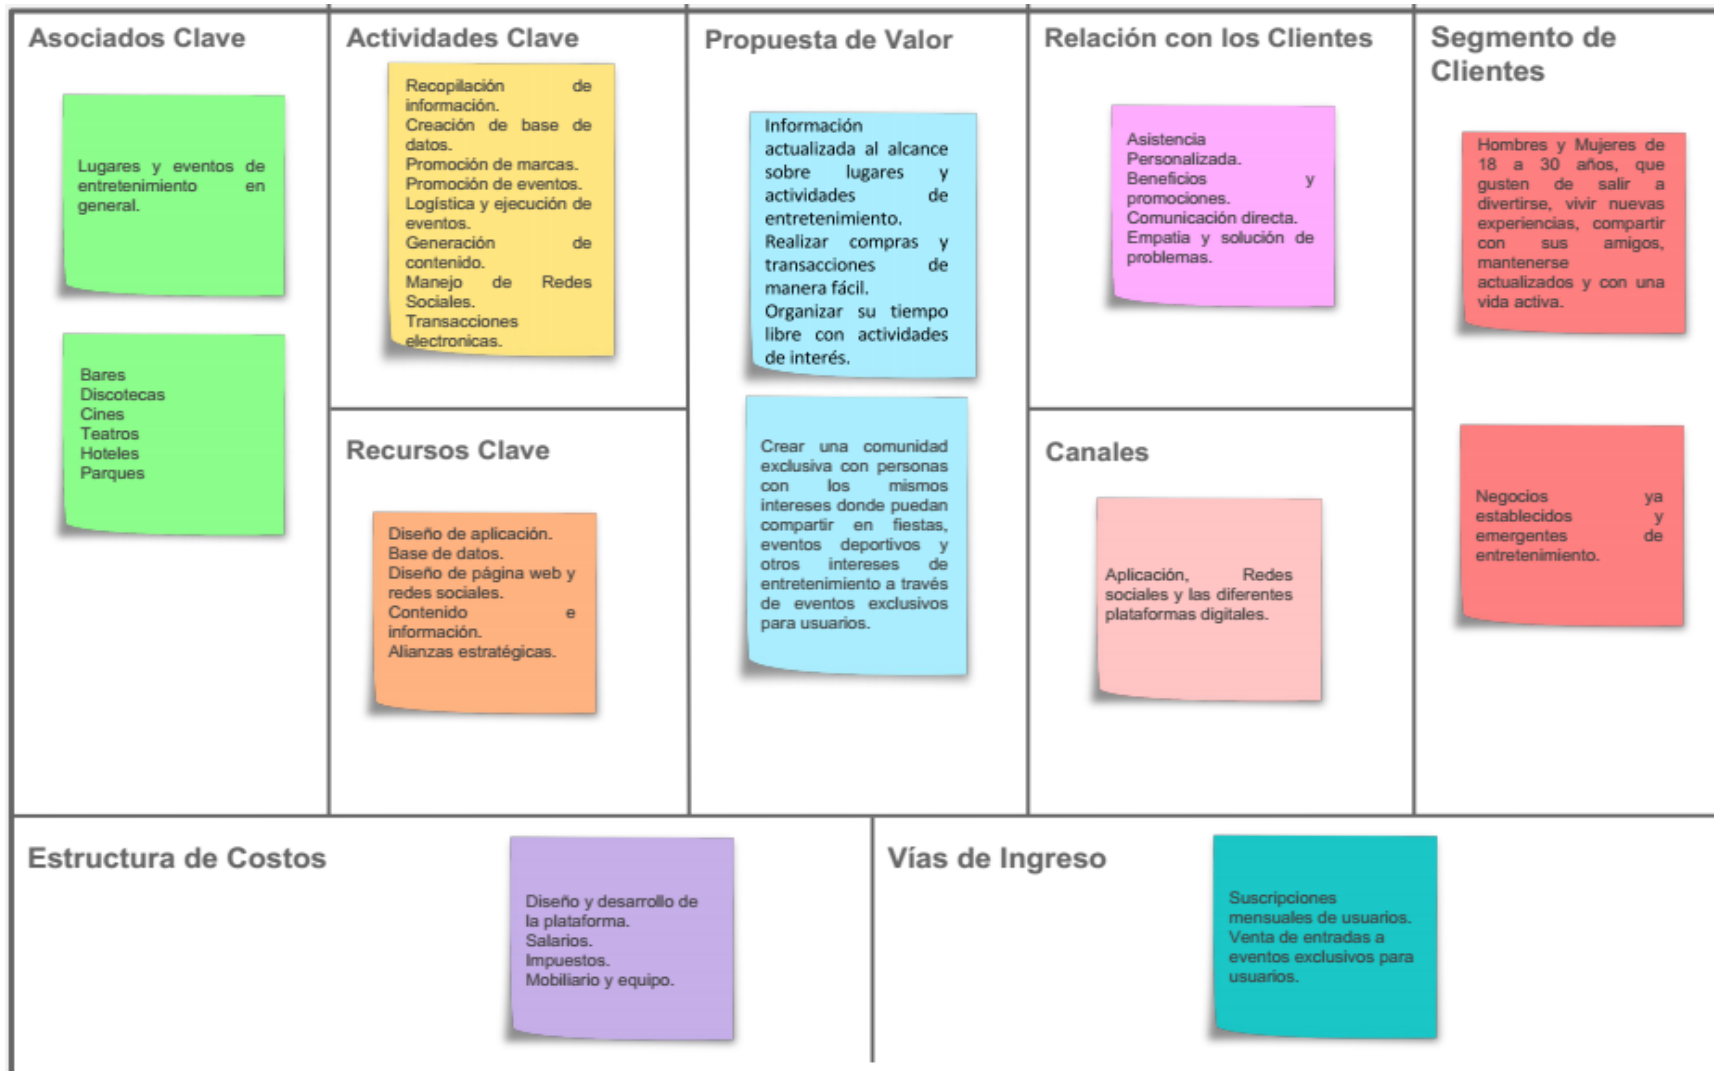 Asociados Clave
Lugares y eventos de
entretenimiento en
general.
Bares
Discotecas
Cines
Teatros
Hoteles
Parques
Actividades Clave
Recopilación de
información.
Creación de base de
datos.
Promoción de marcas.
Promoción de eventos.
Logística y ejecución de
eventos.
Generación de
contenido.
Manejo de Redes
Sociales.
Transacciones
electronicas.
Recursos Clave
Diseño de aplicación.
Base de datos.
Diseño de página web y
redes sociales.
Contenido e
información.
Alianzas estratégicas.
Propuesta de Valor
Información
actualizada al alcance
sobre lugares y
actividades de
entretenimiento.
Realizar compras y
transacciones de
manera fácil.
Organizar su tiempo
libre con actividades
de interés.
Crear una comunidad
exclusiva con personas
con los mismos
intereses donde puedan
compartir en fiestas,
eventos deportivos y
otros intereses de
entretenimiento a través
de eventos exclusivos
para usuarios.
Relación con los Clientes
Asistencia
Personalizada.
Beneficios y
promociones.
Comunicación directa.
Empatia y solución de
problemas.
Canales
Aplicación, Redes
sociales y las diferentes
plataformas digitales.
Segmento de
Clientes
Hombres y Mujeres de
18 a 30 años, que
gusten de salir a
divertirse, vivir nuevas
experiencias, compartir
con sus amigos,
mantenerse
actualizados y con una
vida activa.
Negocios ya
establecidos y
emergentes de
entretenimiento.
Estructura de Costos
Diseño y desarrollo de
la plataforma.
Salarios.
Impuestos.
Mobiliario y equipo.
Vías de Ingreso
Suscripciones
mensuales de usuarios.
Venta de entradas a
eventos exclusivos para
usuarios.